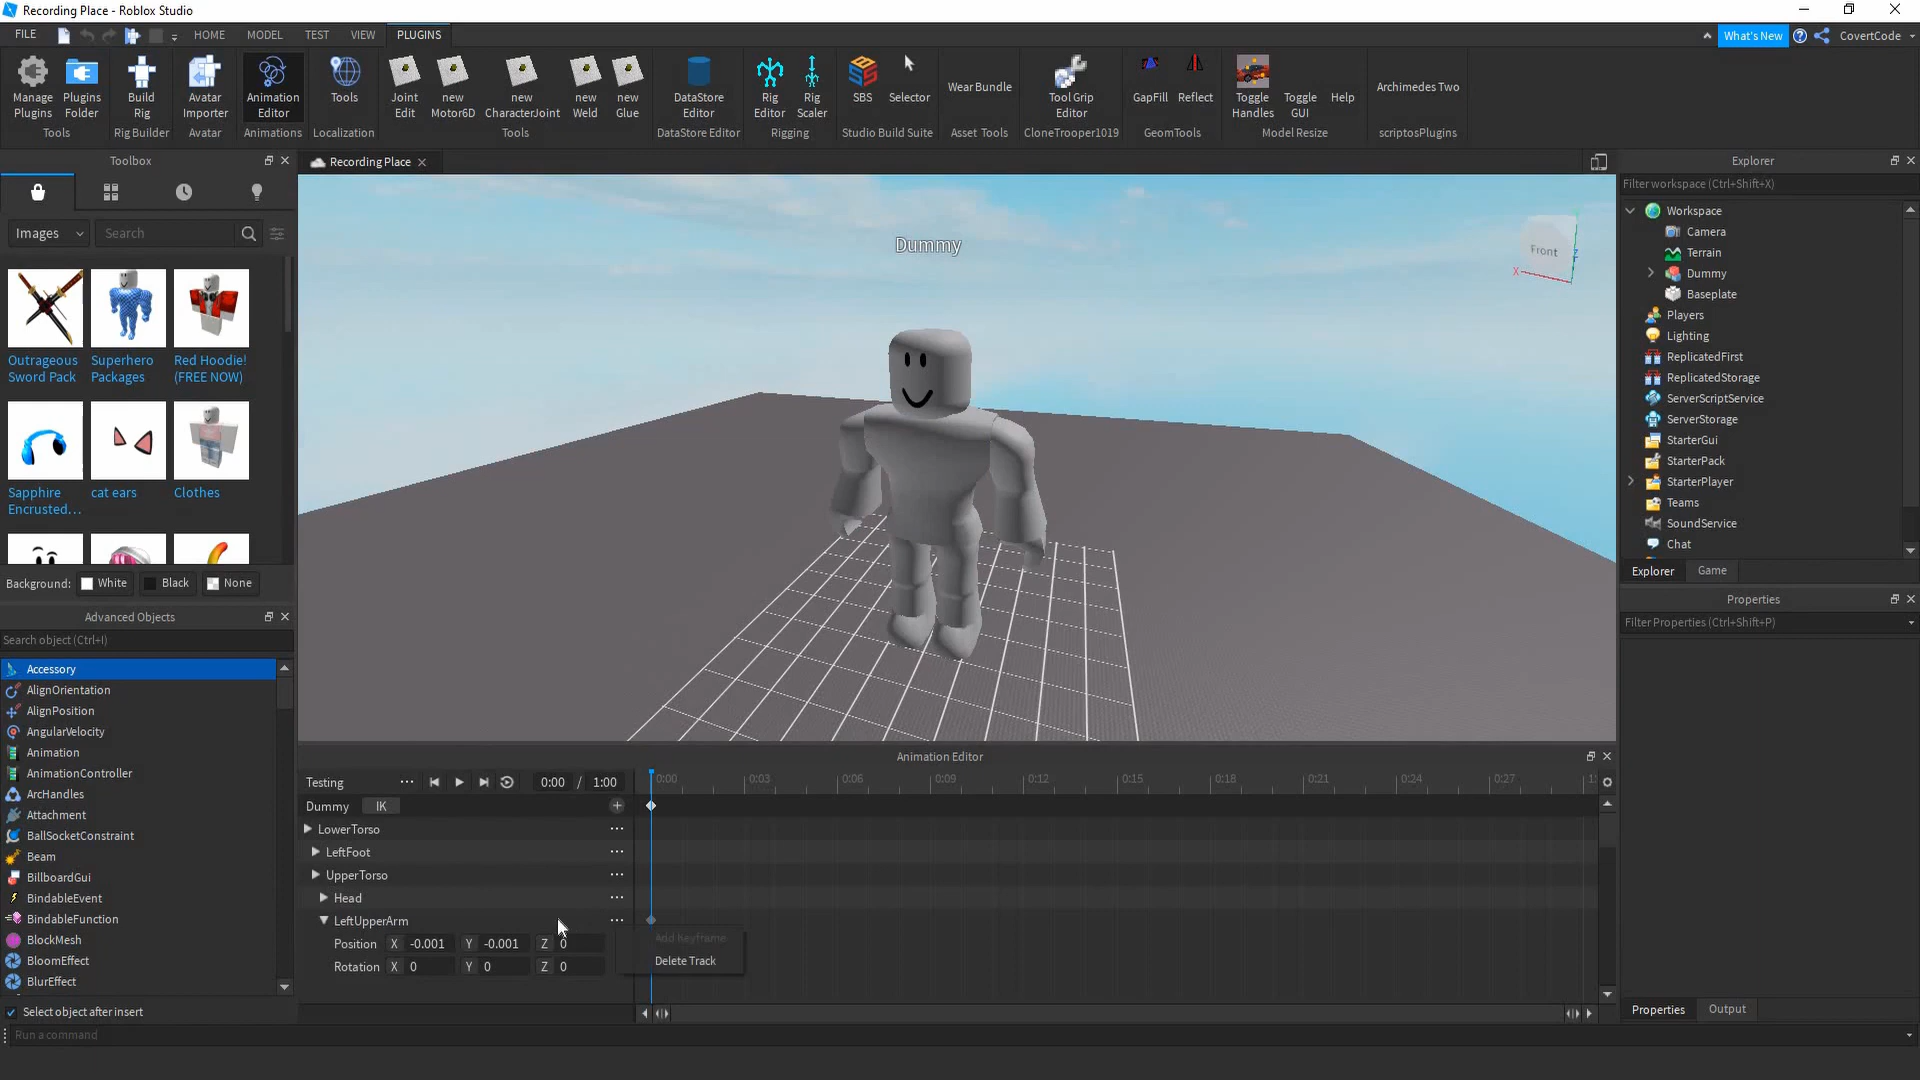 Recording Place - Roblox Studio
FILE
HOME
MODEL
TEST
VIEW
PLUGINS
What's New
CovertCode
Manage Plugins
Plugins Folder
Build Rig
Avatar Importer
Animation Editor
Tools
Joint Edit
new Motor6D
new CharacterJoint
new Weld
new Glue
DataStore Editor
Rig Editor
Rig Scaler
SBS
Selector
Wear Bundle
Tool Grip Editor
GapFill
Reflect
Toggle Handles
Toggle GUI
Help
Archimedes Two
Tools
Rig Builder
Avatar
Animations
Localization
Tools
DataStore Editor
Rigging
Studio Build Suite
Asset Tools
CloneTrooper1019
GeomTools
Model Resize
scriptosPlugins
Toolbox
Images
Search
Outrageous
Sword Pack
Superhero
Packages
Red Hoodie!
(FREE NOW)
Sapphire
Encrusted...
cat ears
Clothes
Background:
White
Black
None
Advanced Objects
Search object (Ctrl+I)
Accessory
AlignOrientation
AlignPosition
AngularVelocity
Animation
AnimationController
ArcHandles
Attachment
BallSocketConstraint
Beam
BillboardGui
BindableEvent
BindableFunction
BlockMesh
BloomEffect
BlurEffect
Select object after insert
Run a command
Recording Place
Dummy
Front
X
Z
Animation Editor
Testing
0:00 / 1:00
0:00
0:03
0:06
0:09
0:12
0:15
0:18
0:21
0:24
0:27
Dummy
IK
LowerTorso
LeftFoot
UpperTorso
Head
LeftUpperArm
Position X -0.001 Y -0.001 Z 0
Rotation X 0 Y 0 Z 0
Add keyframe
Delete Track
Explorer
Filter workspace (Ctrl+Shift+X)
Workspace
Camera
Terrain
Dummy
Baseplate
Players
Lighting
ReplicatedFirst
ReplicatedStorage
ServerScriptService
ServerStorage
StarterGui
StarterPack
StarterPlayer
Teams
SoundService
Chat
Explorer
Game
Properties
Filter Properties (Ctrl+Shift+P)
Properties
Output